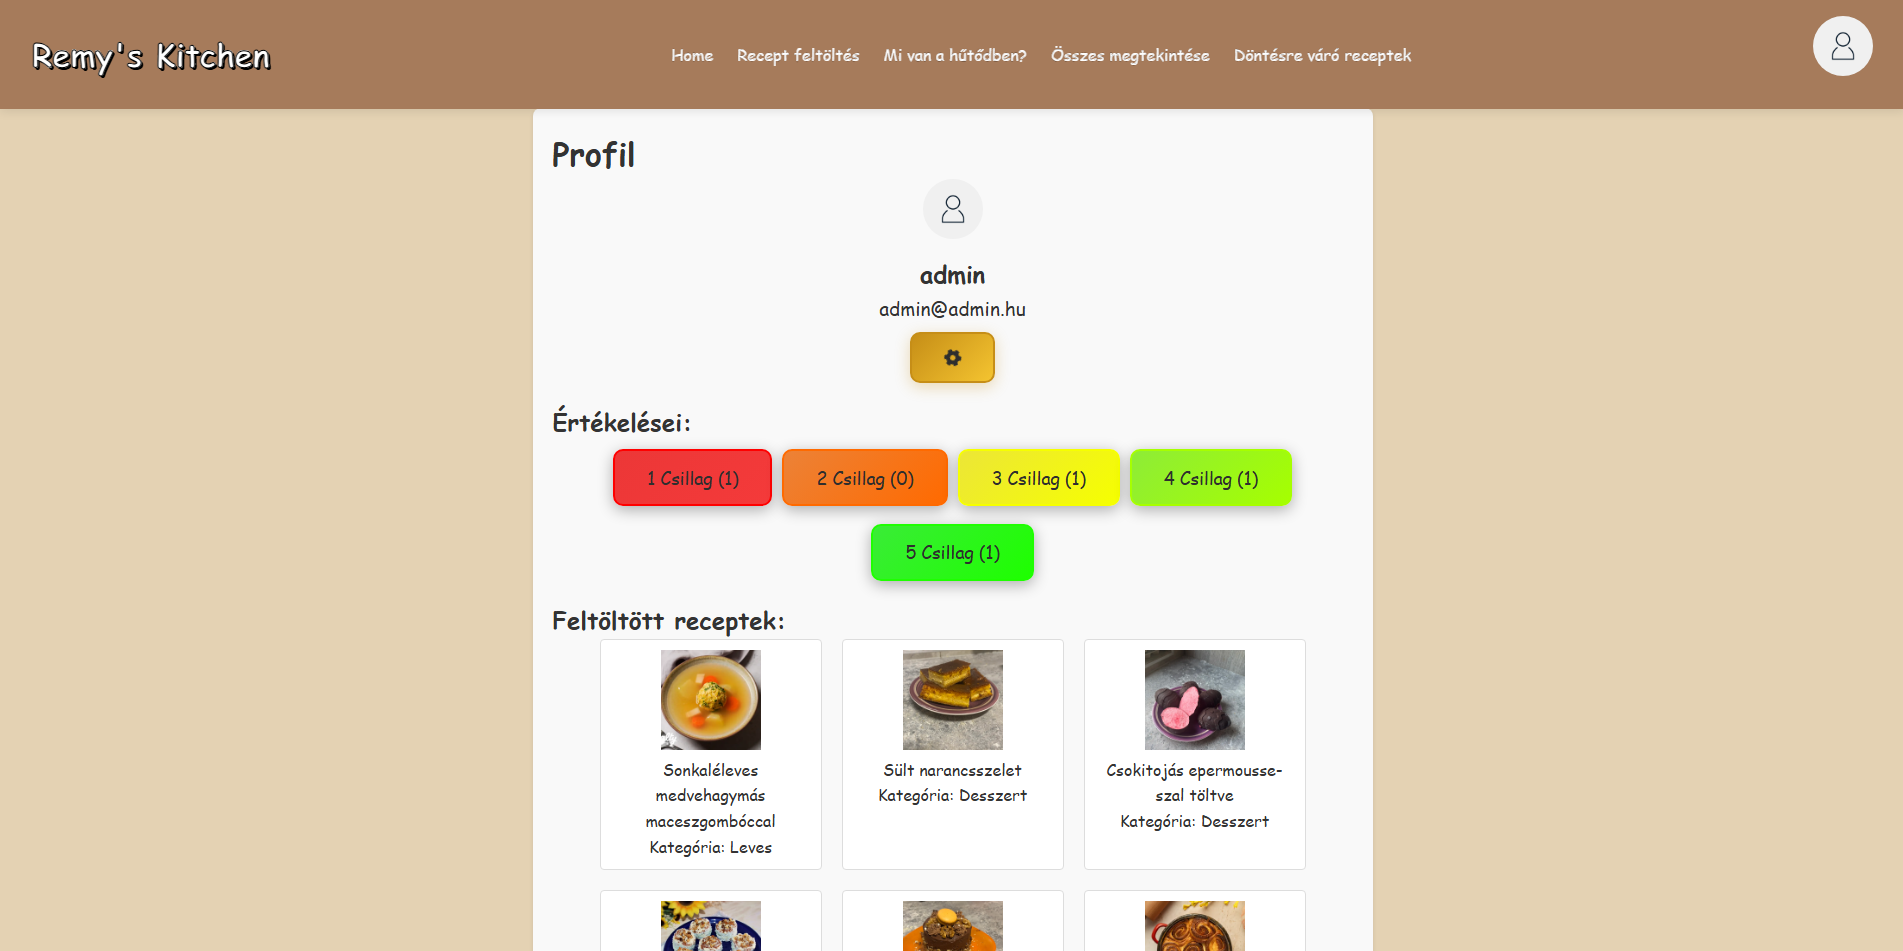 Remy's Kitchen
Home Recept feltöltés Mi van a hűtődben? Összes megtekintése Döntésre váró receptek
Profil
admin
admin@admin.hu
Értékelései:
1 Csillag (1) 2 Csillag (0) 3 Csillag (1) 4 Csillag (1)
5 Csillag (1)
Feltöltött receptek:
Sonkaléleves
medvehagymás
maceszgombóccal
Kategória: Leves
Sült narancsszelet
Kategória: Desszert
Csokitojás epermousse-
szal töltve
Kategória: Desszert